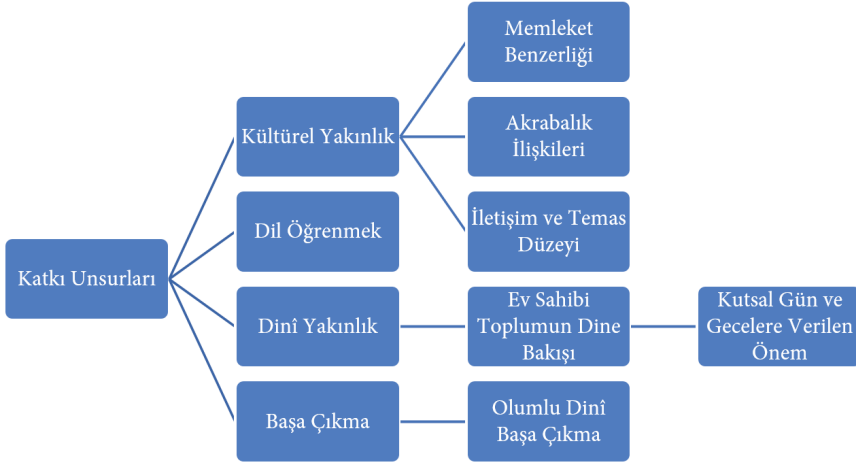 Katkı Unsurları
Kültürel Yakınlık
Memleket
Benzerliği
Akrabalık
İlişkileri
İletişim ve Temas
Düzeyi
Dil Öğrenmek
Dinî Yakınlık
Ev Sahibi
Toplumun Dine
Bakışı
Kutsal Gün ve
Gecelere Verilen
Önem
Başa Çıkma
Olumlu Dinî
Başa Çıkma